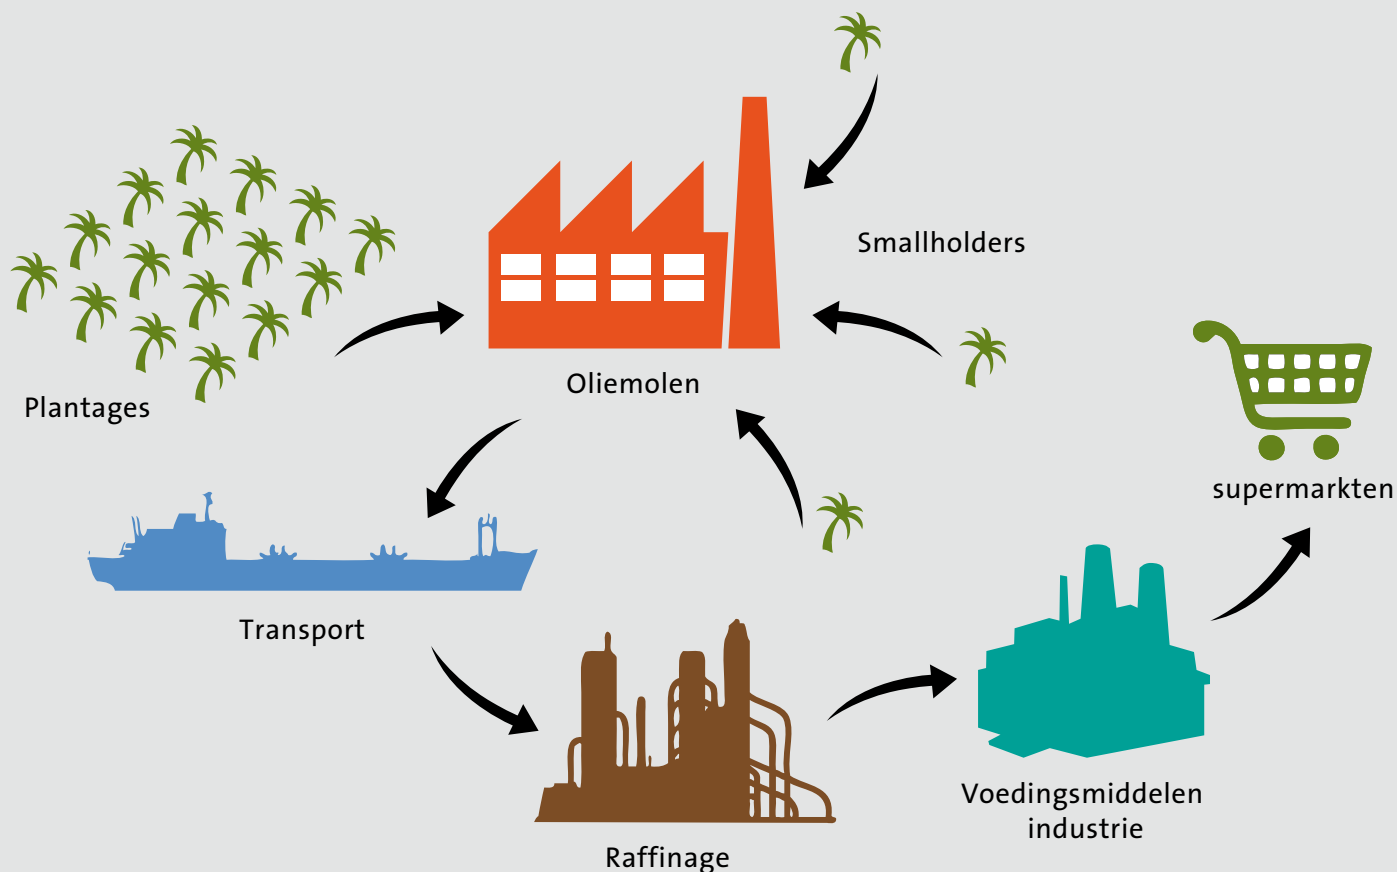 Smallholders
Oliemolen
Plantages
supermarkten
Transport
Voedingsmiddelen
industrie
Raffinage